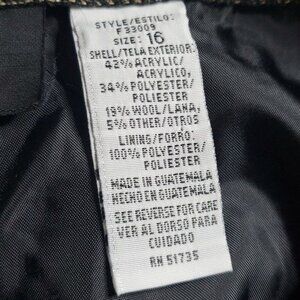 STYLE/ESTILO:
F33009
SIZE: 16
SHELL/TELA EXTERIOR:
42% ACRYLIC/
ACRYLICO,
34% POLYESTER/
POLIESTER
19% WOOL/LANA,
5% OTHER/OTROS
LINING/FORRO:
100% POLYESTER/
POLIESTER
MADE IN GUATEMALA
HECHO EN GUATEMALA
SEE REVERSE FOR CARE
VER AL DORSO PARA
CUIDADO
RN 51735